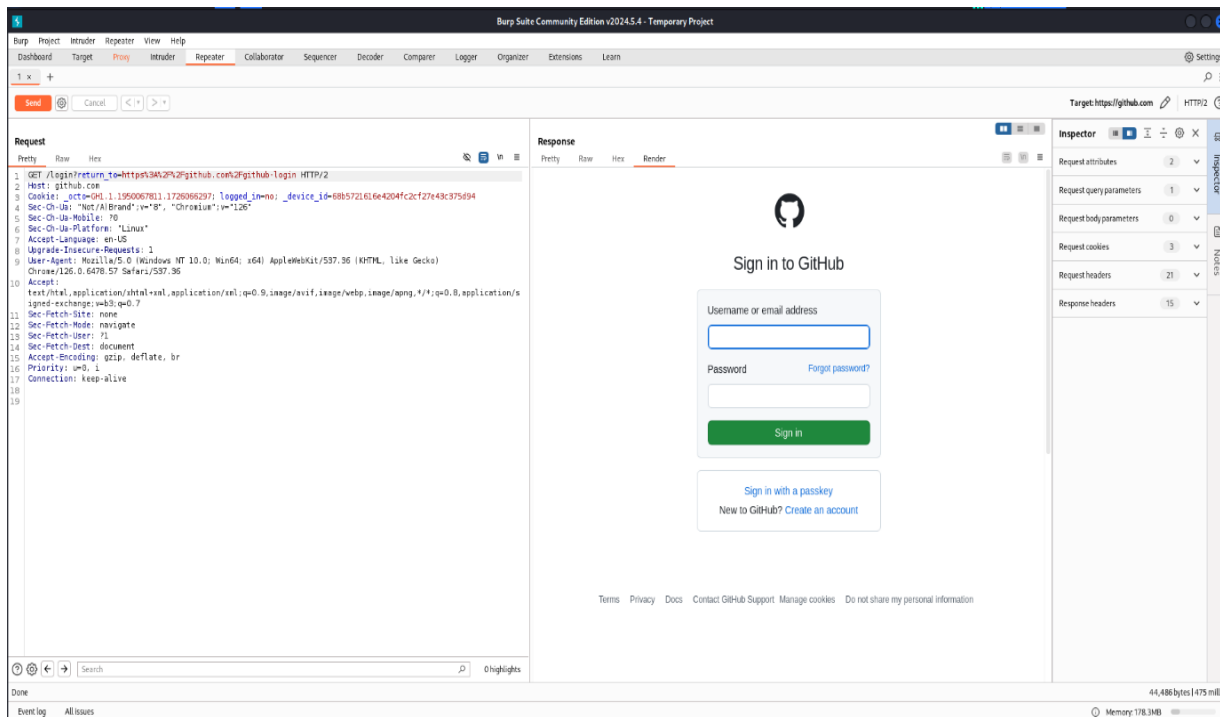 Burp Suite Community Edition v2024.5.4 - Temporary Project
Burp Project Intruder Repeater View Help
Dashboard Target Proxy Intruder Repeater Collaborator Sequencer Decoder Comparer Logger Organizer Extensions Learn Settings
1 × +
Send Cancel < > Target: https://github.com HTTP/2
Request
Pretty Raw Hex \n
1 GET /login?return_to=https%3A%2F%2Fgithub.com%2Fgithub-login HTTP/2
2 Host: github.com
3 Cookie: _octo=GH1.1.1950067811.1726066297; logged_in=no; _device_id=68b5721616e4204fc2cf27e43c375d94
4 Sec-Ch-Ua: "Not/A)Brand";v="8", "Chromium";v="126"
5 Sec-Ch-Ua-Mobile: ?0
6 Sec-Ch-Ua-Platform: "Linux"
7 Accept-Language: en-US
8 Upgrade-Insecure-Requests: 1
9 User-Agent: Mozilla/5.0 (Windows NT 10.0; Win64; x64) AppleWebKit/537.36 (KHTML, like Gecko)
Chrome/126.0.6478.57 Safari/537.36
10 Accept:
text/html,application/xhtml+xml,application/xml;q=0.9,image/avif,image/webp,image/apng,*/*;q=0.8,application/s
igned-exchange;v=b3;q=0.7
11 Sec-Fetch-Site: none
12 Sec-Fetch-Mode: navigate
13 Sec-Fetch-User: ?1
14 Sec-Fetch-Dest: document
15 Accept-Encoding: gzip, deflate, br
16 Priority: u=0, i
17 Connection: keep-alive
18
19
Search 0 highlights
Response
Pretty Raw Hex Render
Sign in to GitHub
Username or email address
Password Forgot password?
Sign in
Sign in with a passkey
New to GitHub? Create an account
Terms Privacy Docs Contact GitHub Support Manage cookies Do not share my personal information
Inspector
Request attributes 2
Request query parameters 1
Request body parameters 0
Request cookies 3
Request headers 21
Response headers 15
Inspector
Notes
Done 44,486 bytes | 475 mill
Event log All issues Memory: 178.3MB